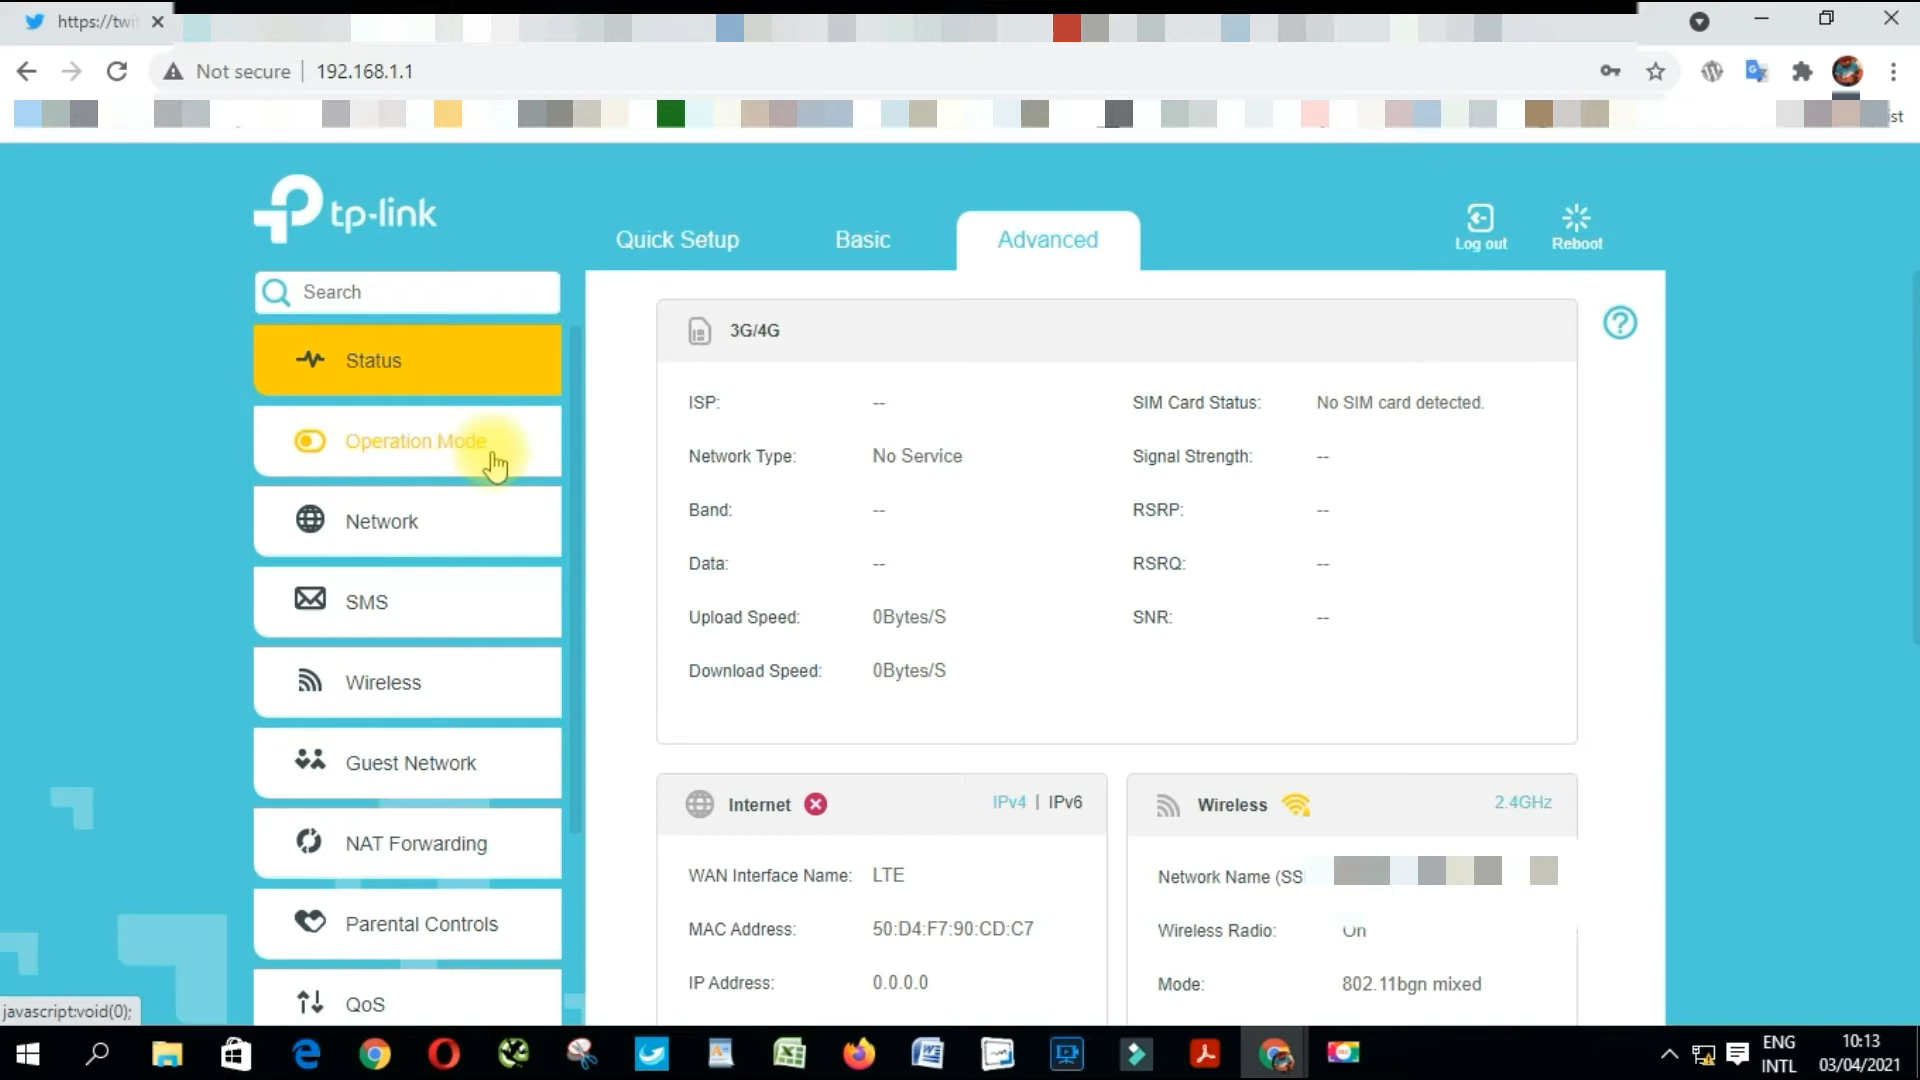 https://twi
Not secure
192.168.1.1
st
tp-link
Quick Setup
Basic
Advanced
Log out
Reboot
Search
Status
Operation Mode
Network
SMS
Wireless
Guest Network
NAT Forwarding
Parental Controls
QoS
3G/4G
ISP: --
SIM Card Status: No SIM card detected.
Network Type: No Service
Signal Strength: --
Band: --
RSRP: --
Data: --
RSRQ: --
Upload Speed: 0Bytes/S
SNR: --
Download Speed: 0Bytes/S
Internet
IPv4 | IPv6
WAN Interface Name: LTE
MAC Address: 50:D4:F7:90:CD:C7
IP Address: 0.0.0.0
Wireless
2.4GHz
Network Name (SS
Wireless Radio: On
Mode: 802.11bgn mixed
javascript:void(0);
ENG
INTL
10:13
03/04/2021